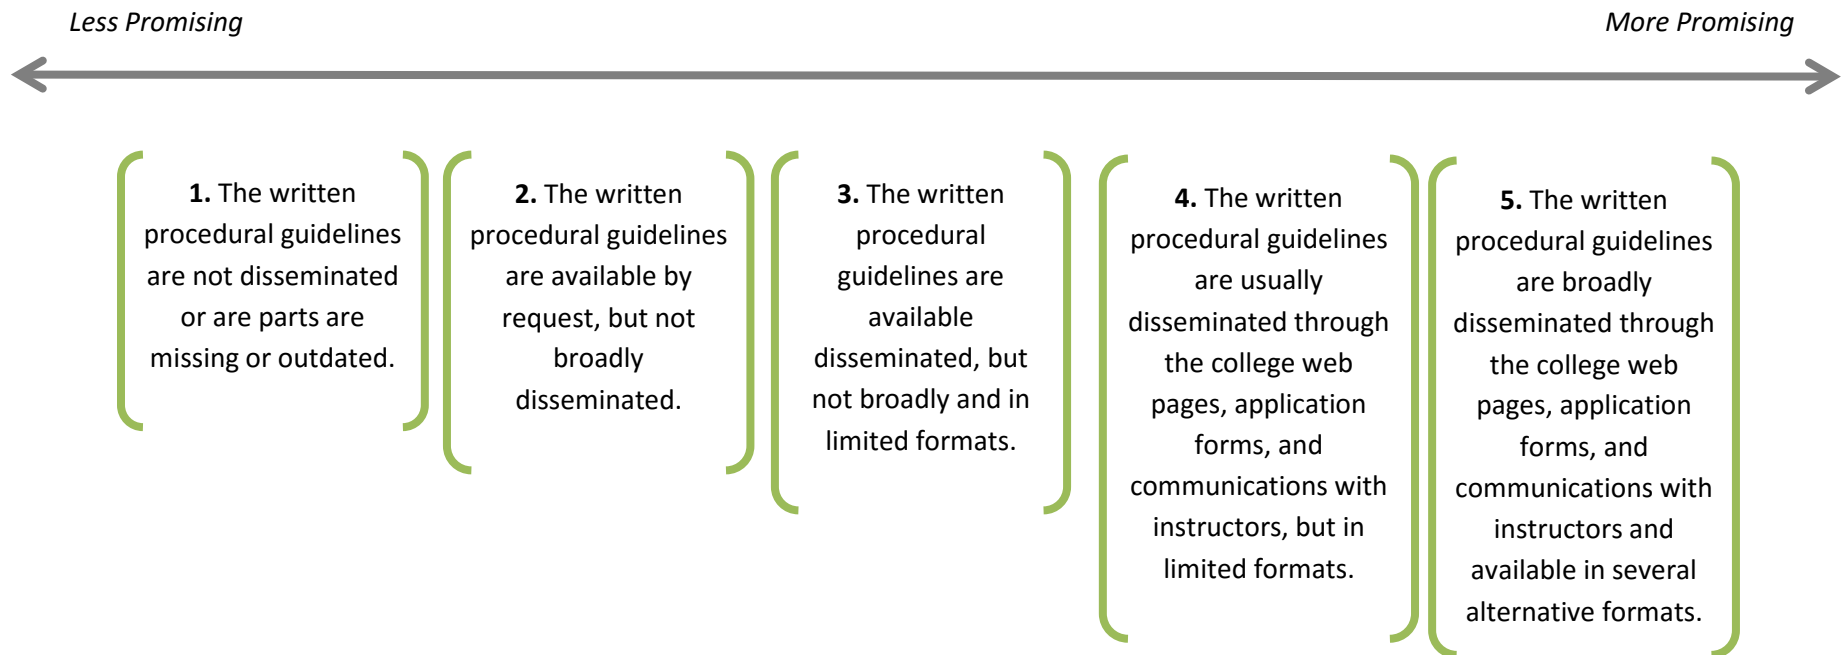 Less Promising
More Promising
1. The written
procedural guidelines
are not disseminated
or are parts are
missing or outdated.
2. The written
procedural guidelines
are available by
request, but not
broadly
disseminated.
3. The written
procedural
guidelines are
available
disseminated, but
not broadly and in
limited formats.
4. The written
procedural guidelines
are usually
disseminated through
the college web
pages, application
forms, and
communications with
instructors, but in
limited formats.
5. The written
procedural guidelines
are broadly
disseminated through
the college web
pages, application
forms, and
communications with
instructors and
available in several
alternative formats.